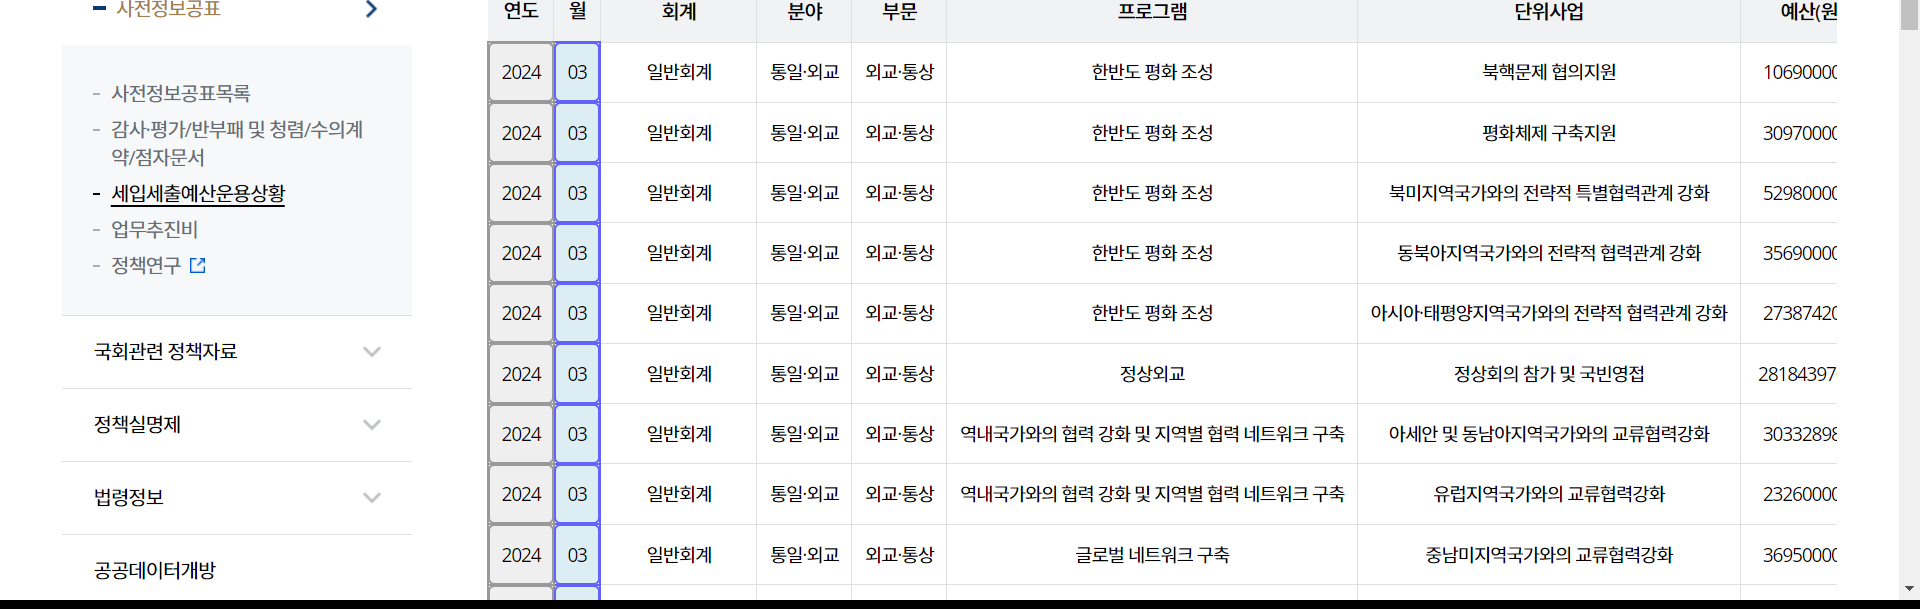 사전정보공표
사전정보공표목록
감사·평가/반부패 및 청렴/수의계
약/점자문서
세입세출예산운용상황
업무추진비
정책연구
국회관련 정책자료
정책실명제
법령정보
공공데이터개방
연도 월 회계 분야 부문 프로그램 단위사업 예산(원
2024 03 일반회계 통일·외교 외교·통상 한반도 평화 조성 북핵문제 협의지원 10690000
2024 03 일반회계 통일·외교 외교·통상 한반도 평화 조성 평화체제 구축지원 30970000
2024 03 일반회계 통일·외교 외교·통상 한반도 평화 조성 북미지역국가와의 전략적 특별협력관계 강화 52980000
2024 03 일반회계 통일·외교 외교·통상 한반도 평화 조성 동북아지역국가와의 전략적 협력관계 강화 35690000
2024 03 일반회계 통일·외교 외교·통상 한반도 평화 조성 아시아·태평양지역국가와의 전략적 협력관계 강화 27387420
2024 03 일반회계 통일·외교 외교·통상 정상외교 정상회의 참가 및 국빈영접 28184397
2024 03 일반회계 통일·외교 외교·통상 역내국가와의 협력 강화 및 지역별 협력 네트워크 구축 아세안 및 동남아지역국가와의 교류협력강화 30332898
2024 03 일반회계 통일·외교 외교·통상 역내국가와의 협력 강화 및 지역별 협력 네트워크 구축 유럽지역국가와의 교류협력강화 23260000
2024 03 일반회계 통일·외교 외교·통상 글로벌 네트워크 구축 중남미지역국가와의 교류협력강화 36950000